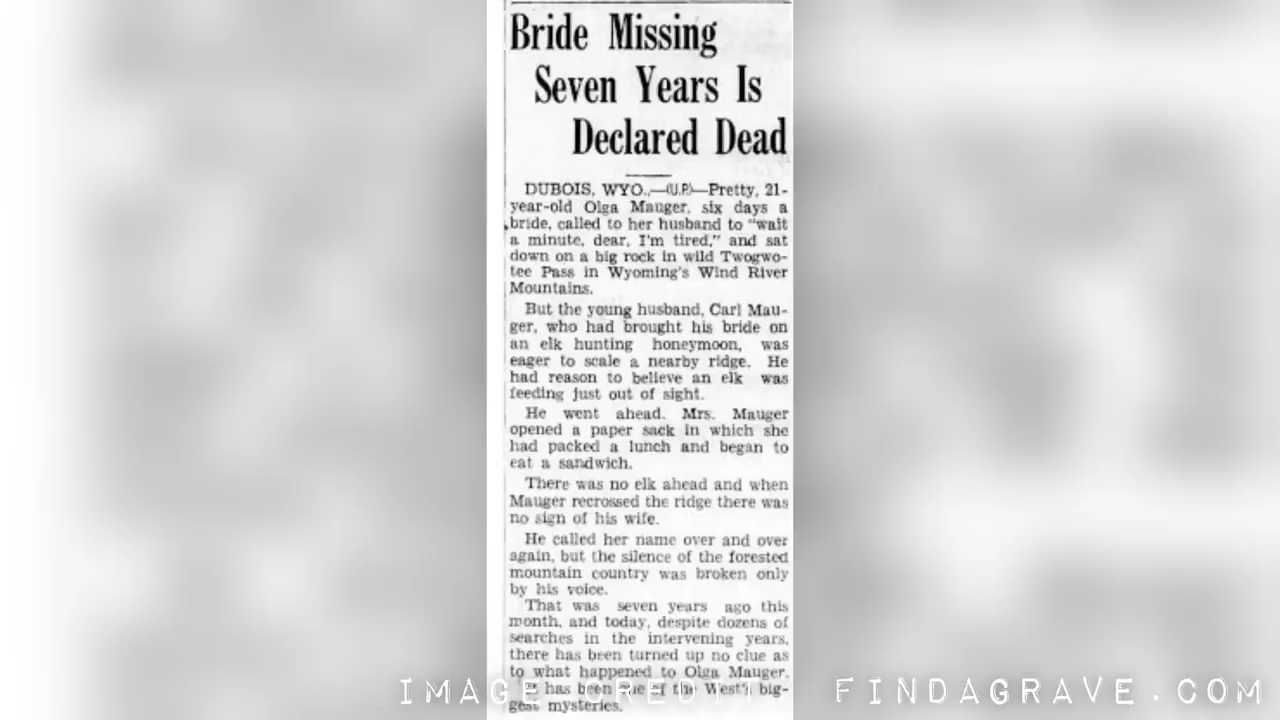 Bride Missing
Seven Years Is
Declared Dead
DUBOIS, WYO.,—(U.P.)—Pretty, 21-
year-old Olga Mauger, six days a
bride, called to her husband to "wait
a minute, dear, I'm tired," and sat
down on a big rock in wild Twogwo-
tee Pass in Wyoming's Wind River
Mountains.
But the young husband, Carl Mau-
ger, who had brought his bride on
an elk hunting honeymoon, was
eager to scale a nearby ridge. He
had reason to believe an elk was
feeding just out of sight.
He went ahead. Mrs. Mauger
opened a paper sack in which she
had packed a lunch and began to
eat a sandwich.
There was no elk ahead and when
Mauger recrossed the ridge there was
no sign of his wife.
He called her name over and over
again, but the silence of the forested
mountain country was broken only
by his voice.
That was seven years ago this
month, and today, despite dozens of
searches in the intervening years,
there has been turned up no clue as
to what happened to Olga Mauger.
has been one of the West's big-
gest mysteries.
IMAGE CREDIT: FINDAGRAVE.COM